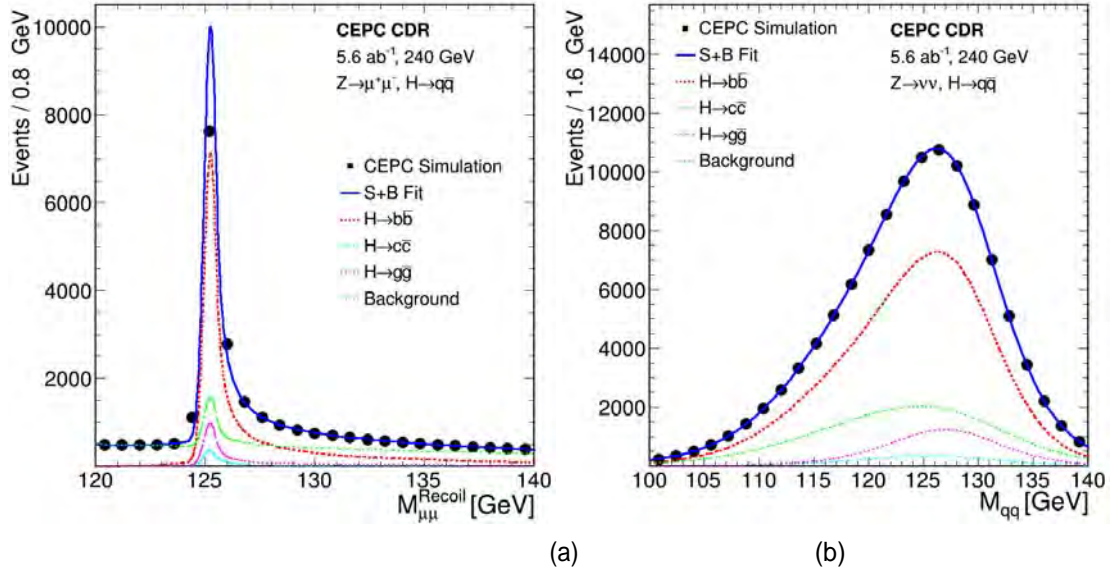 Events / 0.8 GeV
10000
8000
6000
4000
2000
CEPC CDR
5.6 ab⁻¹, 240 GeV
Z→μ⁺μ⁻, H→qq̄
CEPC Simulation
S+B Fit
H→bb̄
H→cc̄
H→gḡ
Background
120 125 130 135 140
M^Recoil_μμ [GeV]
(a)
Events / 1.6 GeV
14000
12000
10000
8000
6000
4000
2000
CEPC Simulation
S+B Fit
H→bb̄
H→cc̄
H→gḡ
Background
CEPC CDR
5.6 ab⁻¹, 240 GeV
Z→νν, H→qq̄
100 105 110 115 120 125 130 135 140
M_qq [GeV]
(b)